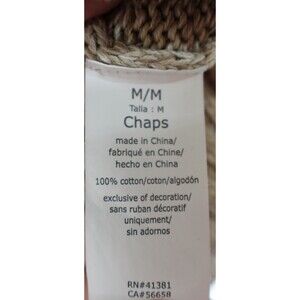 M/M
Talla : M
Chaps
made in China/
fabriqué en Chine/
hecho en China
100% cotton/coton/algodón
exclusive of decoration/
sans ruban décoratif
uniquement/
sin adornos
RN#41381
CA#56658